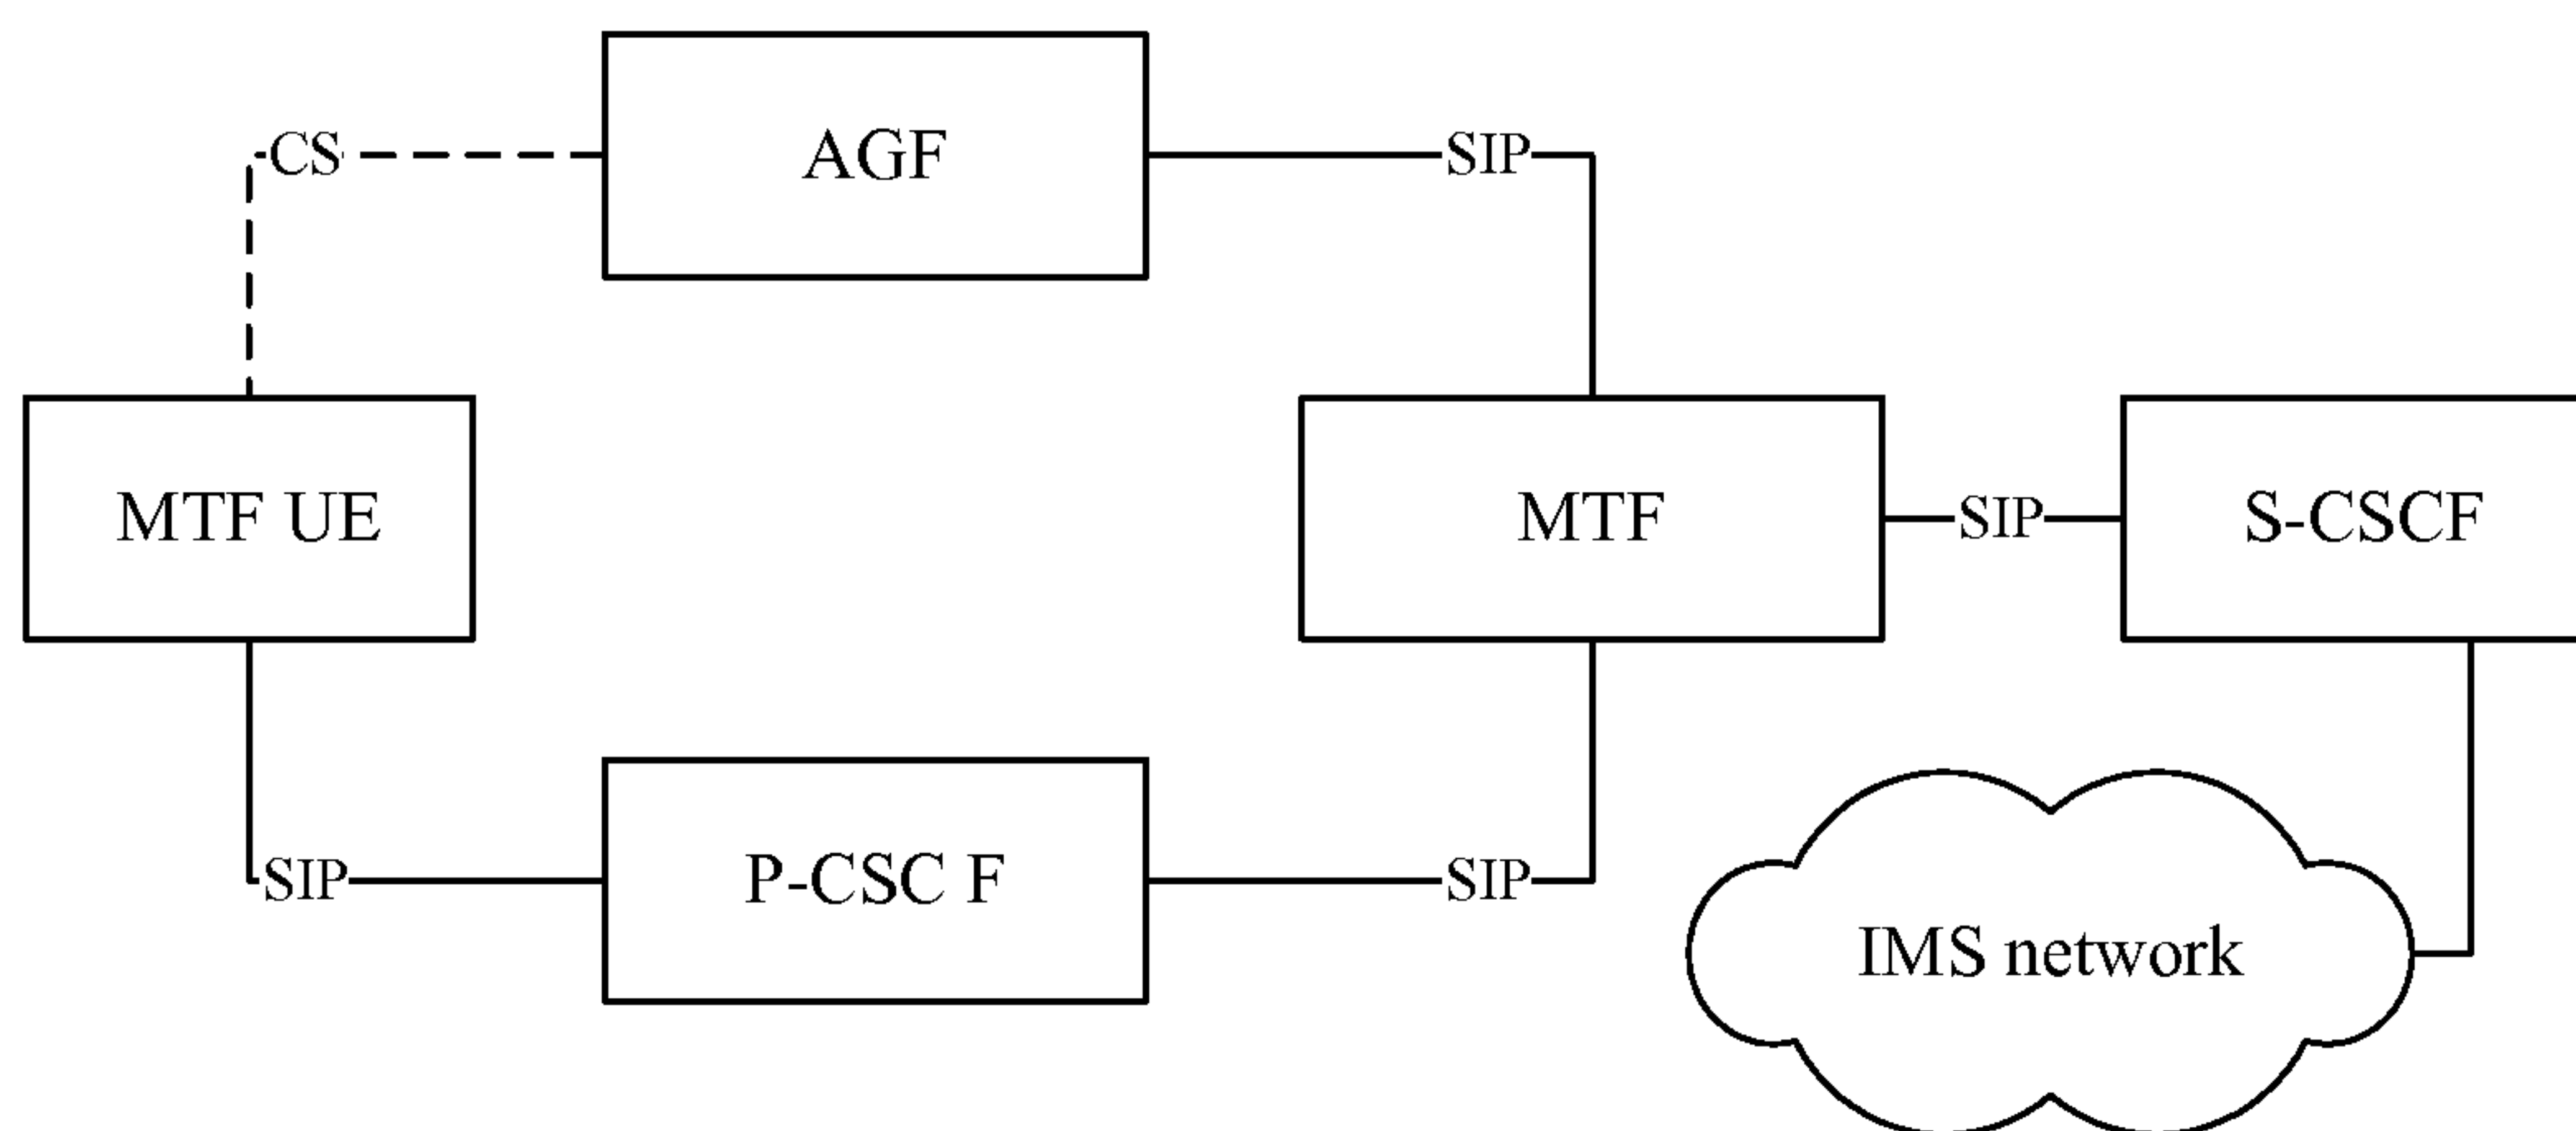 AGF
CS
SIP
MTF UE
MTF
SIP
S-CSCF
SIP
P-CSC F
SIP
IMS network